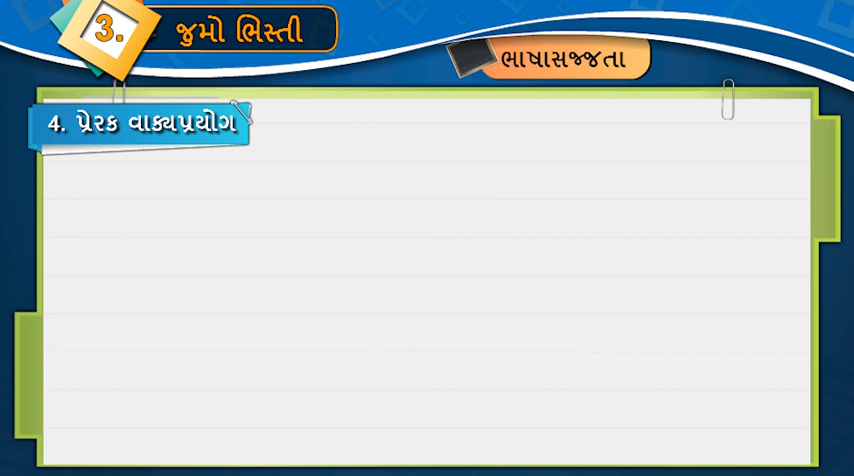 3. જુમો ભિસ્તી
ભાષાસજ્જતા
4. પ્રેરક વાક્યપ્રયોગ